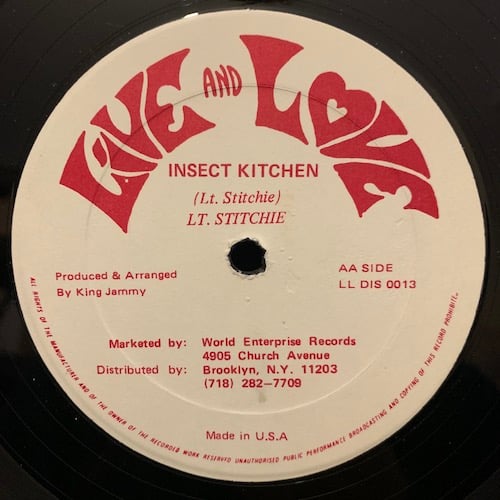 LIVE AND LOVE
INSECT KITCHEN
(Lt. Stitchie)
LT. STITCHIE
Produced & Arranged
By King Jammy
AA SIDE
LL DIS 0013
Marketed by: World Enterprise Records
4905 Church Avenue
Distributed by: Brooklyn, N.Y. 11203
(718) 282-7709
Made in U.S.A
ALL RIGHTS OF THE MANUFACTURER AND OF THE OWNER OF THE RECORDED WORK RESERVED UNAUTHORISED PUBLIC PERFORMANCE BROADCASTING AND COPYING OF THIS RECORD PROHIBITE.